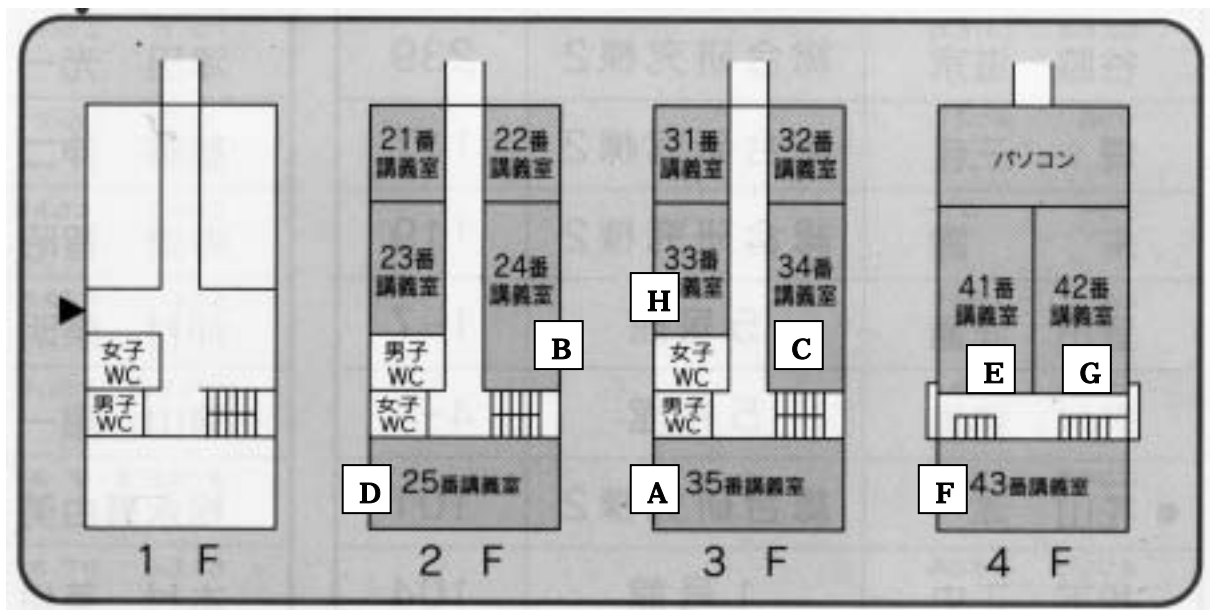 女子
WC
男子
WC
1 F
21番
講義室
22番
講義室
23番
講義室
24番
講義室
B
男子
WC
女子
WC
D
25番講義室
2 F
31番
講義室
32番
講義室
33番
講義室
H
34番
講義室
C
女子
WC
男子
WC
A
35番講義室
3 F
パソコン
41番
講義室
42番
講義室
E
G
F
43番講義室
4 F